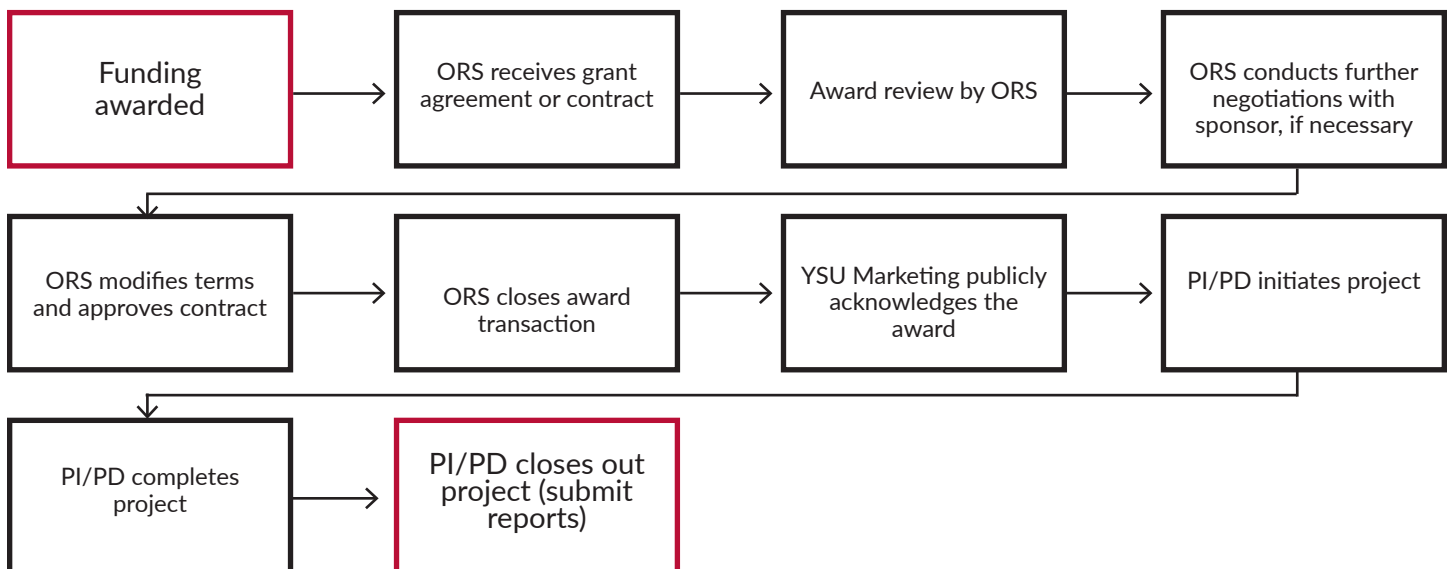 Funding
awarded
ORS receives grant
agreement or contract
Award review by ORS
ORS conducts further
negotiations with
sponsor, if necessary
ORS modifies terms
and approves contract
ORS closes award
transaction
YSU Marketing publicly
acknowledges the
award
PI/PD initiates project
PI/PD completes
project
PI/PD closes out
project (submit
reports)